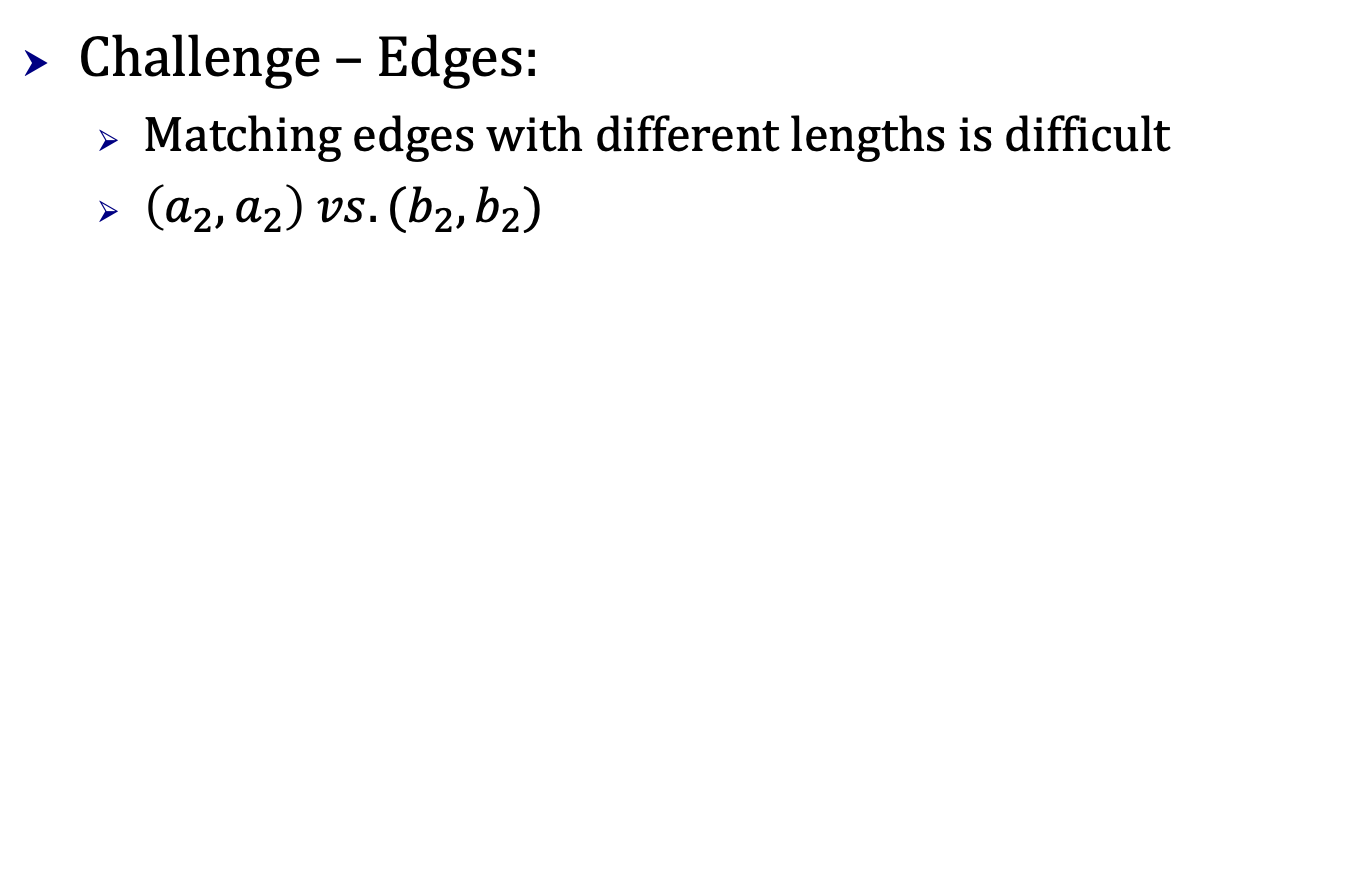 ➤ Challenge – Edges:
➢ Matching edges with different lengths is difficult
➢ (𝑎₂, 𝑎₂) 𝑣𝑠. (𝑏₂, 𝑏₂)